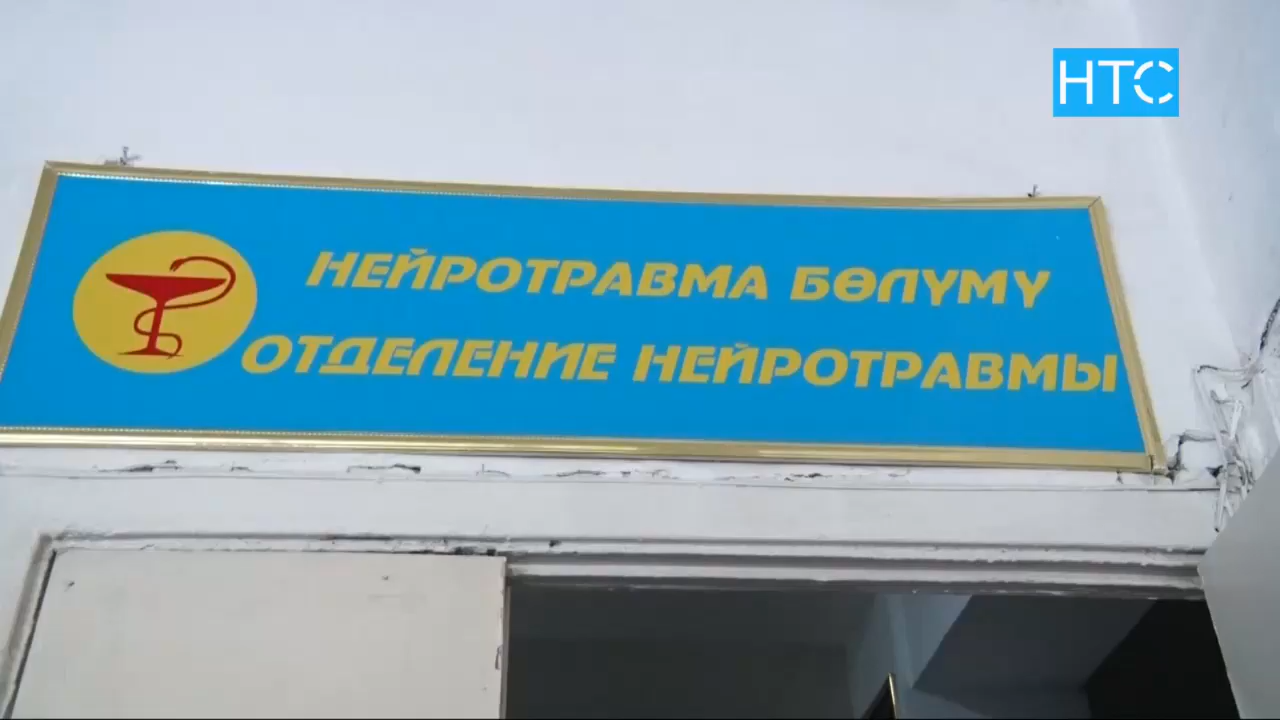 НТС
НЕЙРОТРАВМА БӨЛҮМҮ
ОТДЕЛЕНИЕ НЕЙРОТРАВМЫ